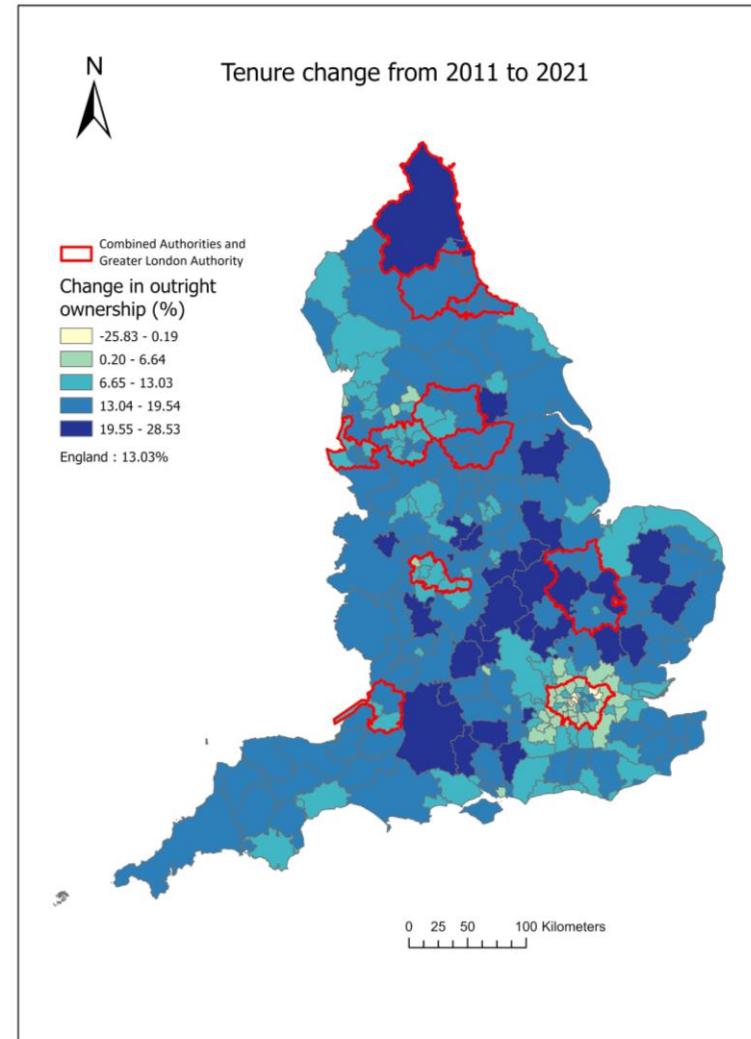 Tenure change from 2011 to 2021
N
Combined Authorities and
Greater London Authority
Change in outright
ownership (%)
-25.83 - 0.19
0.20 - 6.64
6.65 - 13.03
13.04 - 19.54
19.55 - 28.53
England : 13.03%
0 25 50 100 Kilometers